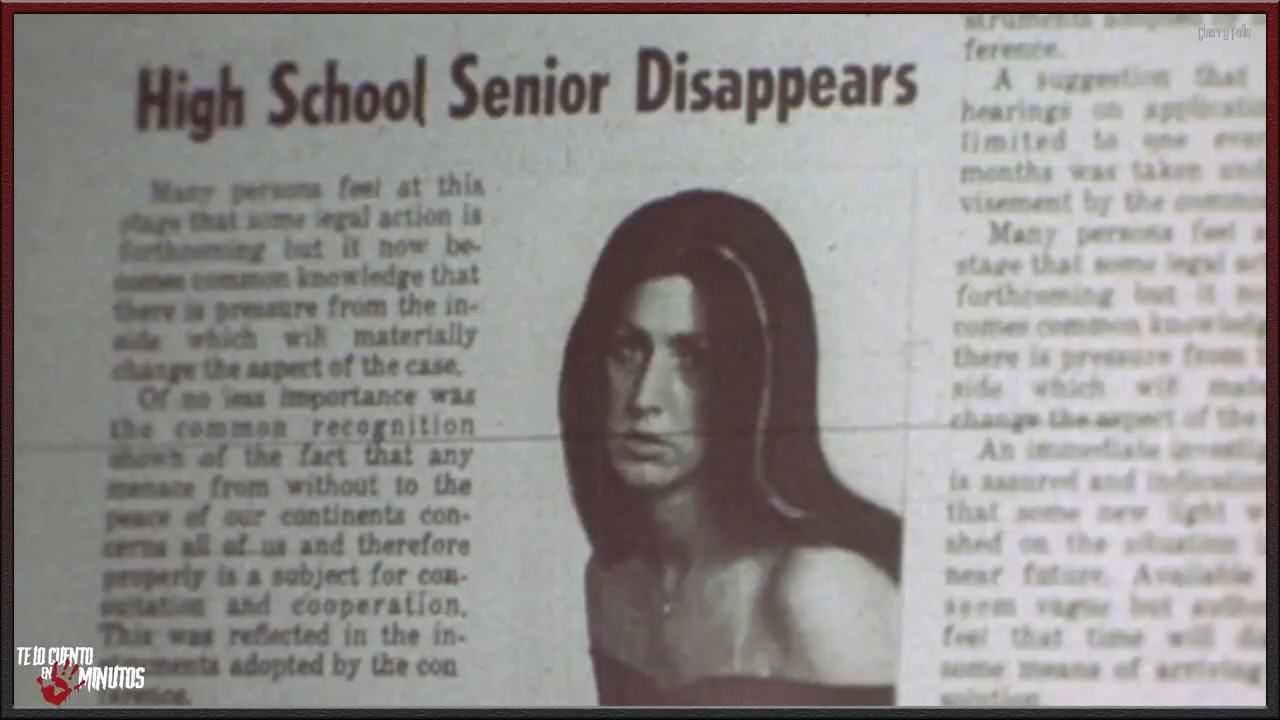 Cherry Falls
High School Senior Disappears
Many persons feel at this
stage that some legal action is
forthcoming but it now be-
comes common knowledge that
there is pressure from the in-
side which will materially
change the aspect of the case.
Of no less importance was
the common recognition
shown of the fact that any
menace from without to the
peace of our continents con-
cerns all of us and therefore
properly is a subject for con-
sultation and cooperation.
This was reflected in the in-
struments adopted by the con
ference.
struments adopted by
ference.
A suggestion that
hearings on applicatio
limited to one
months was taken
visement by the
Many persons feel
stage that some legal
forthcoming but it
comes common
there is pressure from
side which will
change the aspect of the
An immediate
is assured and
that some new light
shed on the situation
near future. Available
seem vague but
feel that time will
some means of arriving
solution
TE LO CUENTO
EN MINUTOS